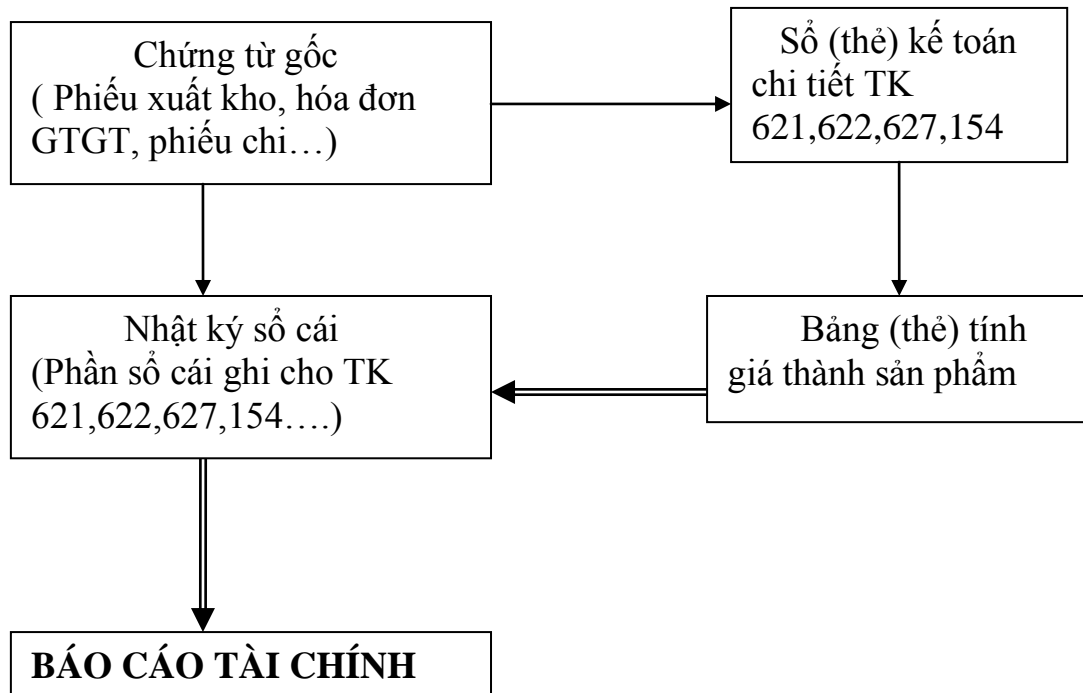 Chứng từ gốc
( Phiếu xuất kho, hóa đơn
GTGT, phiếu chi…)
Sổ (thẻ) kế toán
chi tiết TK
621,622,627,154
Nhật ký sổ cái
(Phần sổ cái ghi cho TK
621,622,627,154….)
Bảng (thẻ) tính
giá thành sản phẩm
BÁO CÁO TÀI CHÍNH